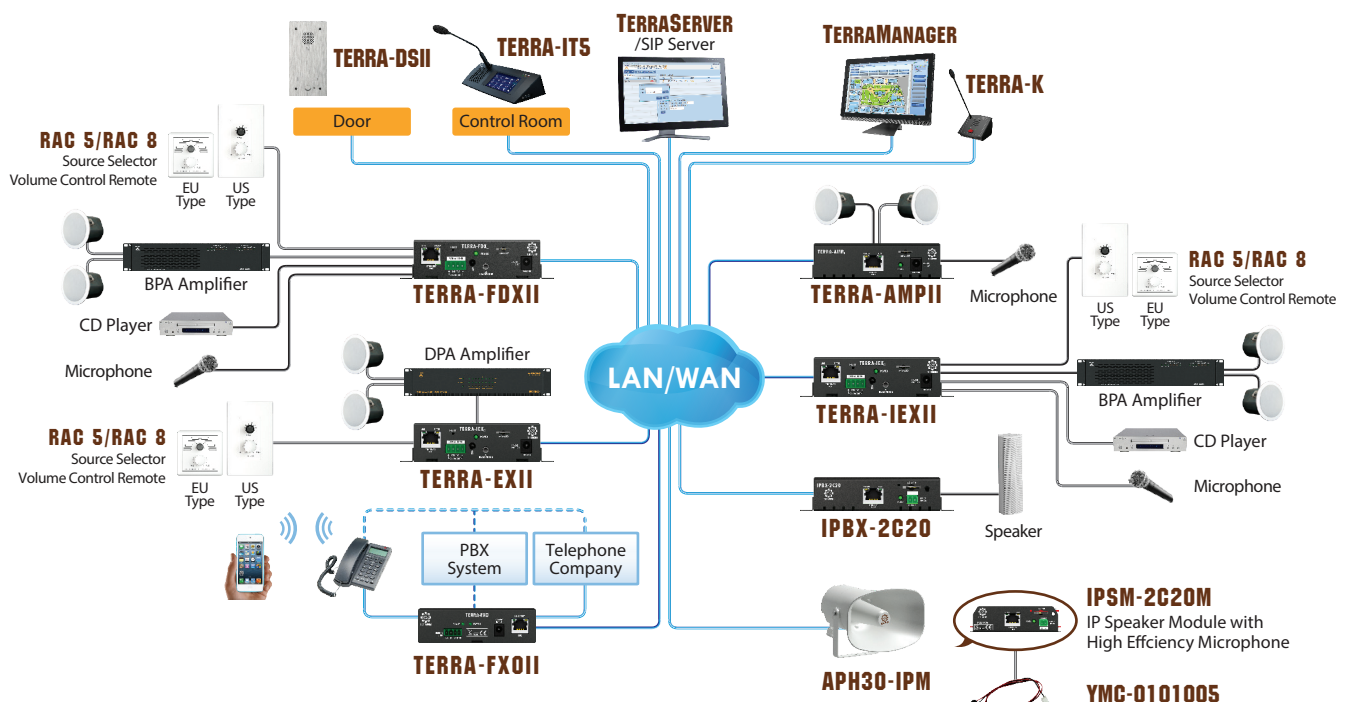 TERRA-DSII
Door
TERRA-IT5
Control Room
TERRASERVER
/SIP Server
TERRAMANAGER
TERRA-K
RAC 5/RAC 8
Source Selector
Volume Control Remote
EU
Type
US
Type
BPA Amplifier
CD Player
Microphone
TERRA-FDXII
DPA Amplifier
RAC 5/RAC 8
Source Selector
Volume Control Remote
EU
Type
US
Type
TERRA-EXII
PBX
System
Telephone
Company
TERRA-FXO
TERRA-FXOII
LAN/WAN
TERRA-AMPII
Microphone
US
Type
EU
Type
RAC 5/RAC 8
Source Selector
Volume Control Remote
TERRA-IEXII
BPA Amplifier
CD Player
Microphone
IPBX-2C20
IPBX-2C20
Speaker
APH30-IPM
IPSM-2C20M
IP Speaker Module with
High Effciency Microphone
YMC-0101005